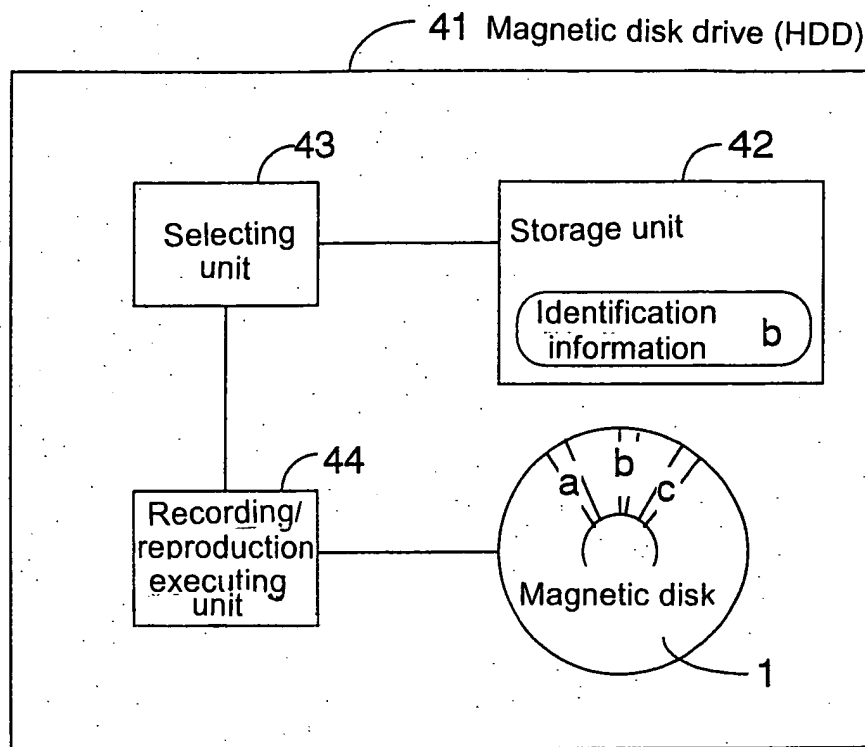 41 Magnetic disk drive (HDD)
43
42
Selecting
unit
Storage unit
Identification
information
b
44
Recording/
reproduction
executing
unit
a
b
c
Magnetic disk
1